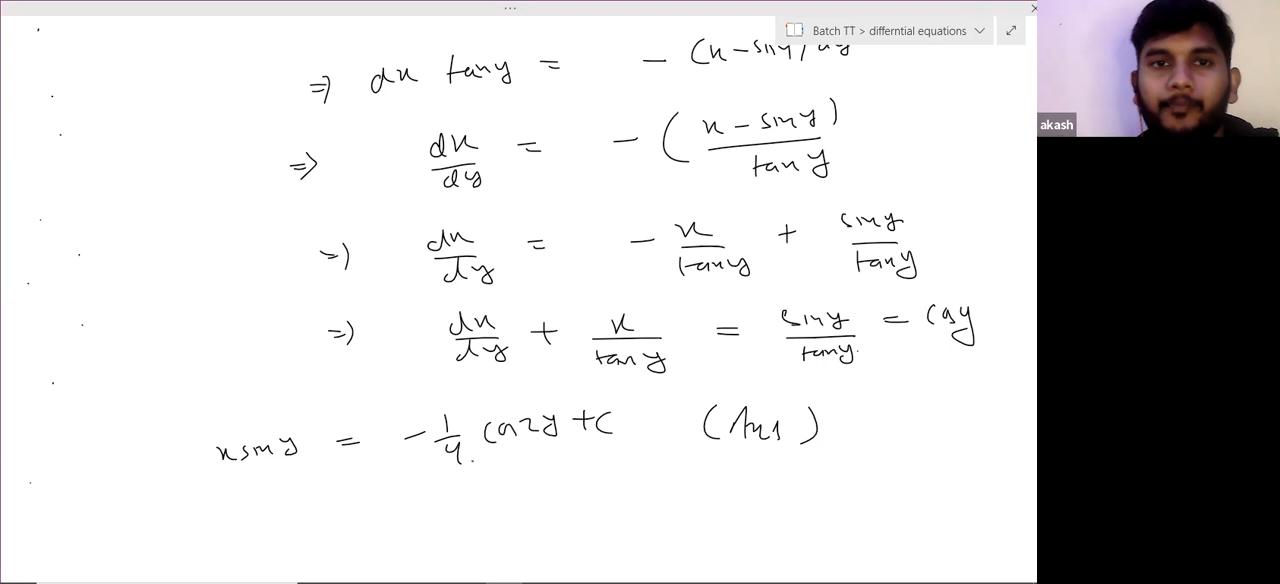 ...
Batch TT > differntial equations
akash
⇒ dx tany = - (x-siny) dy
⇒ dx/dy = - (x - siny)/tany
⇒ dx/dy = - x/tany + siny/tany
⇒ dx/dy + x/tany = siny/tany = cosy
xsiny = - 1/4 cos2y + c (Ans)